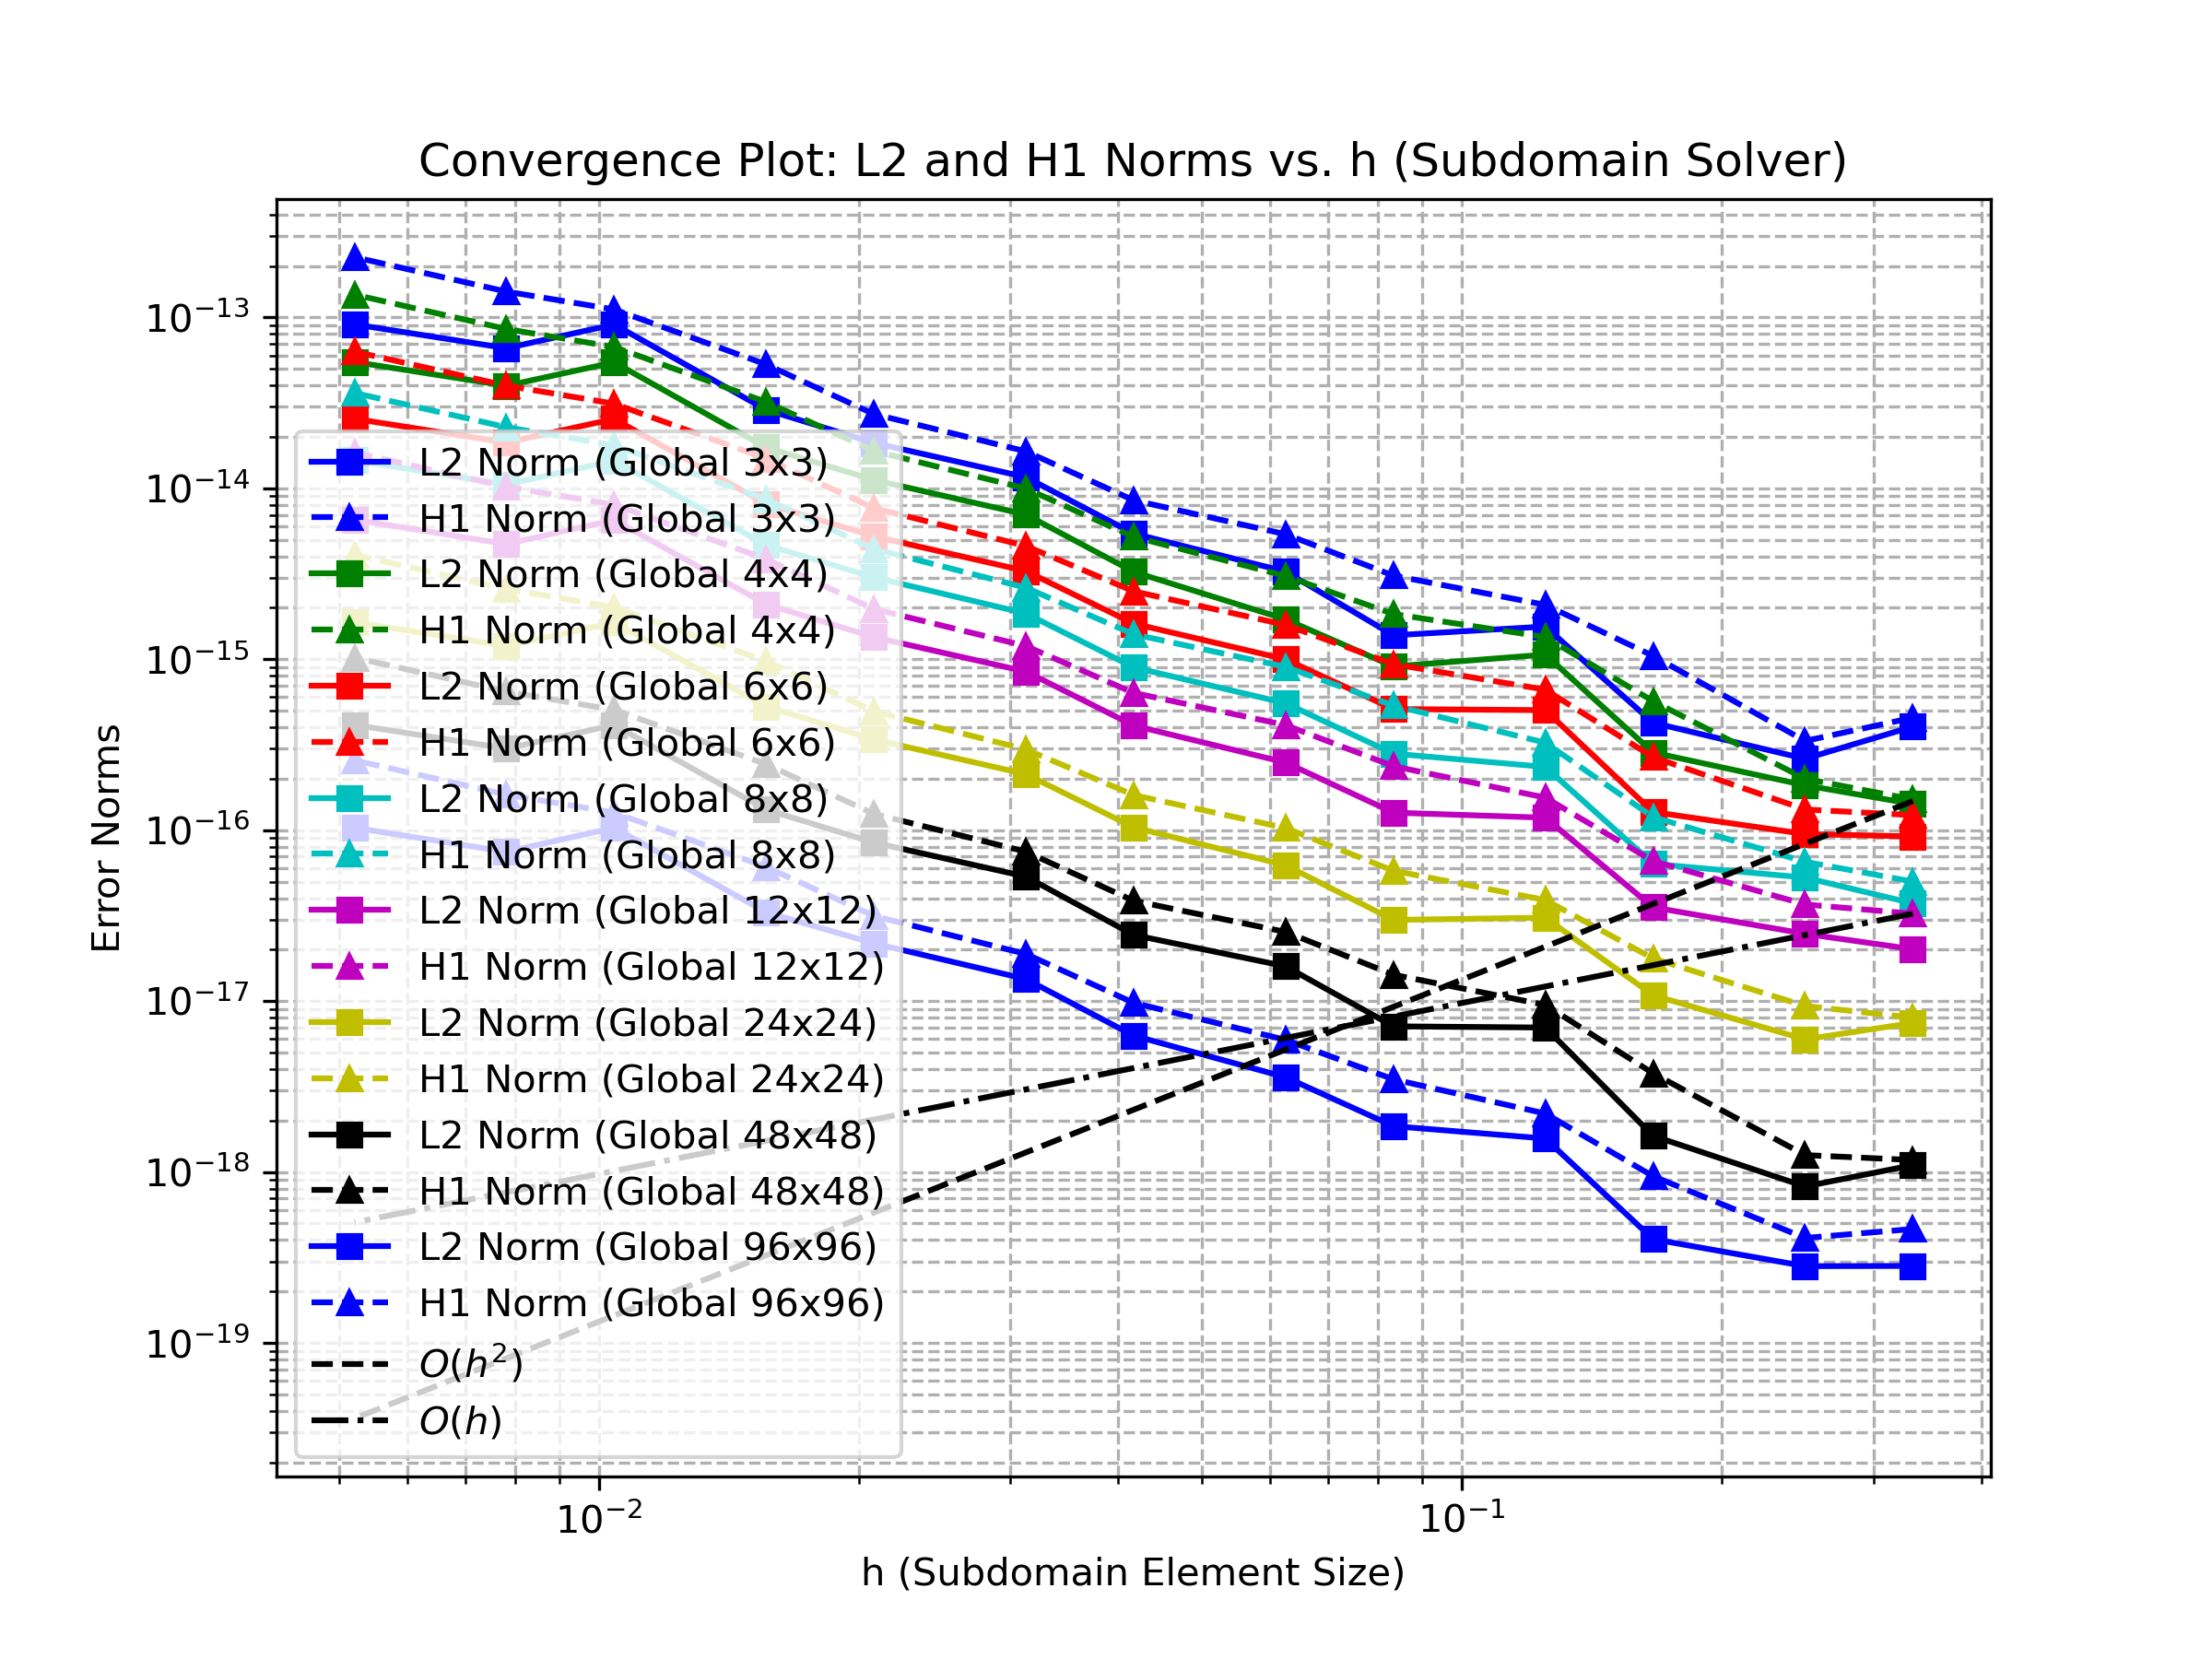 Convergence Plot: L2 and H1 Norms vs. h (Subdomain Solver)
Error Norms
10⁻¹³
10⁻¹⁴
10⁻¹⁵
10⁻¹⁶
10⁻¹⁷
10⁻¹⁸
10⁻¹⁹
L2 Norm (Global 3x3)
H1 Norm (Global 3x3)
L2 Norm (Global 4x4)
H1 Norm (Global 4x4)
L2 Norm (Global 6x6)
H1 Norm (Global 6x6)
L2 Norm (Global 8x8)
H1 Norm (Global 8x8)
L2 Norm (Global 12x12)
H1 Norm (Global 12x12)
L2 Norm (Global 24x24)
H1 Norm (Global 24x24)
L2 Norm (Global 48x48)
H1 Norm (Global 48x48)
L2 Norm (Global 96x96)
H1 Norm (Global 96x96)
O(h²)
O(h)
10⁻² 10⁻¹
h (Subdomain Element Size)